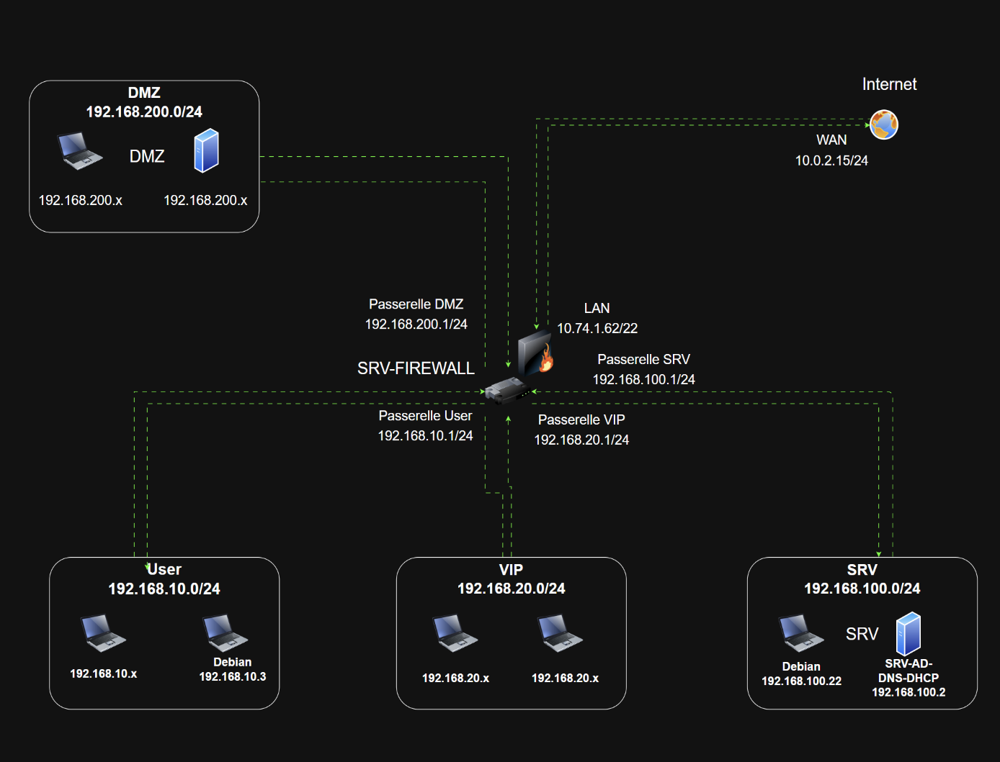 Internet
DMZ
192.168.200.0/24
DMZ
192.168.200.x
192.168.200.x
WAN
10.0.2.15/24
Passerelle DMZ
192.168.200.1/24
LAN
10.74.1.62/22
SRV-FIREWALL
Passerelle SRV
192.168.100.1/24
Passerelle User
192.168.10.1/24
Passerelle VIP
192.168.20.1/24
User
192.168.10.0/24
192.168.10.x
Debian
192.168.10.3
VIP
192.168.20.0/24
192.168.20.x
192.168.20.x
SRV
192.168.100.0/24
SRV
Debian
192.168.100.22
SRV-AD-
DNS-DHCP
192.168.100.2